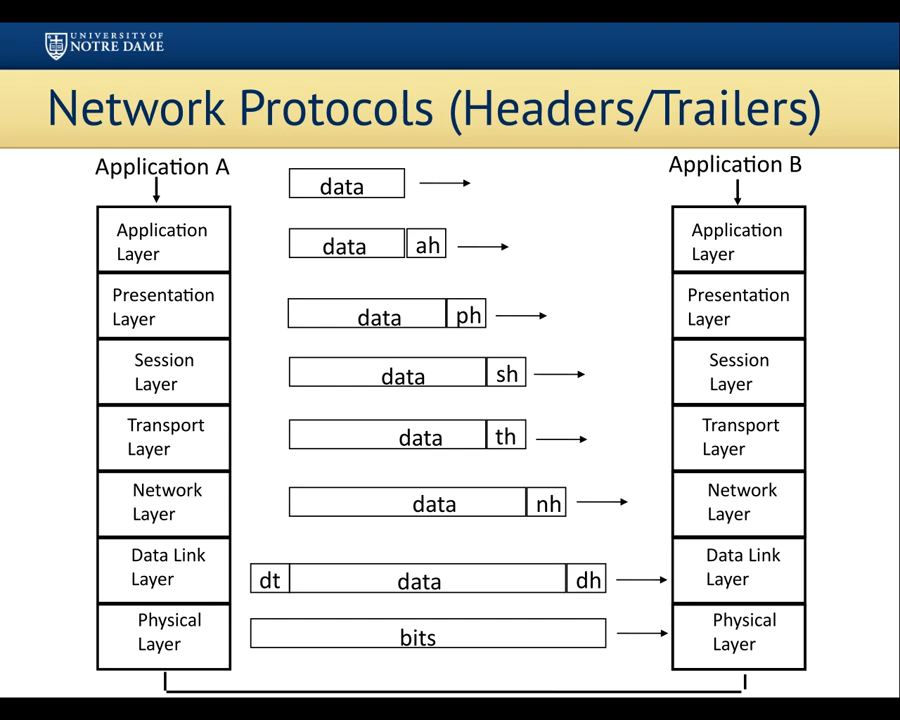 UNIVERSITY OF
NOTRE DAME
Network Protocols (Headers/Trailers)
Application A
Application
Layer
Presentation
Layer
Session
Layer
Transport
Layer
Network
Layer
Data Link
Layer
Physical
Layer
data
data ah
data ph
data sh
data th
data nh
dt data dh
bits
Application B
Application
Layer
Presentation
Layer
Session
Layer
Transport
Layer
Network
Layer
Data Link
Layer
Physical
Layer